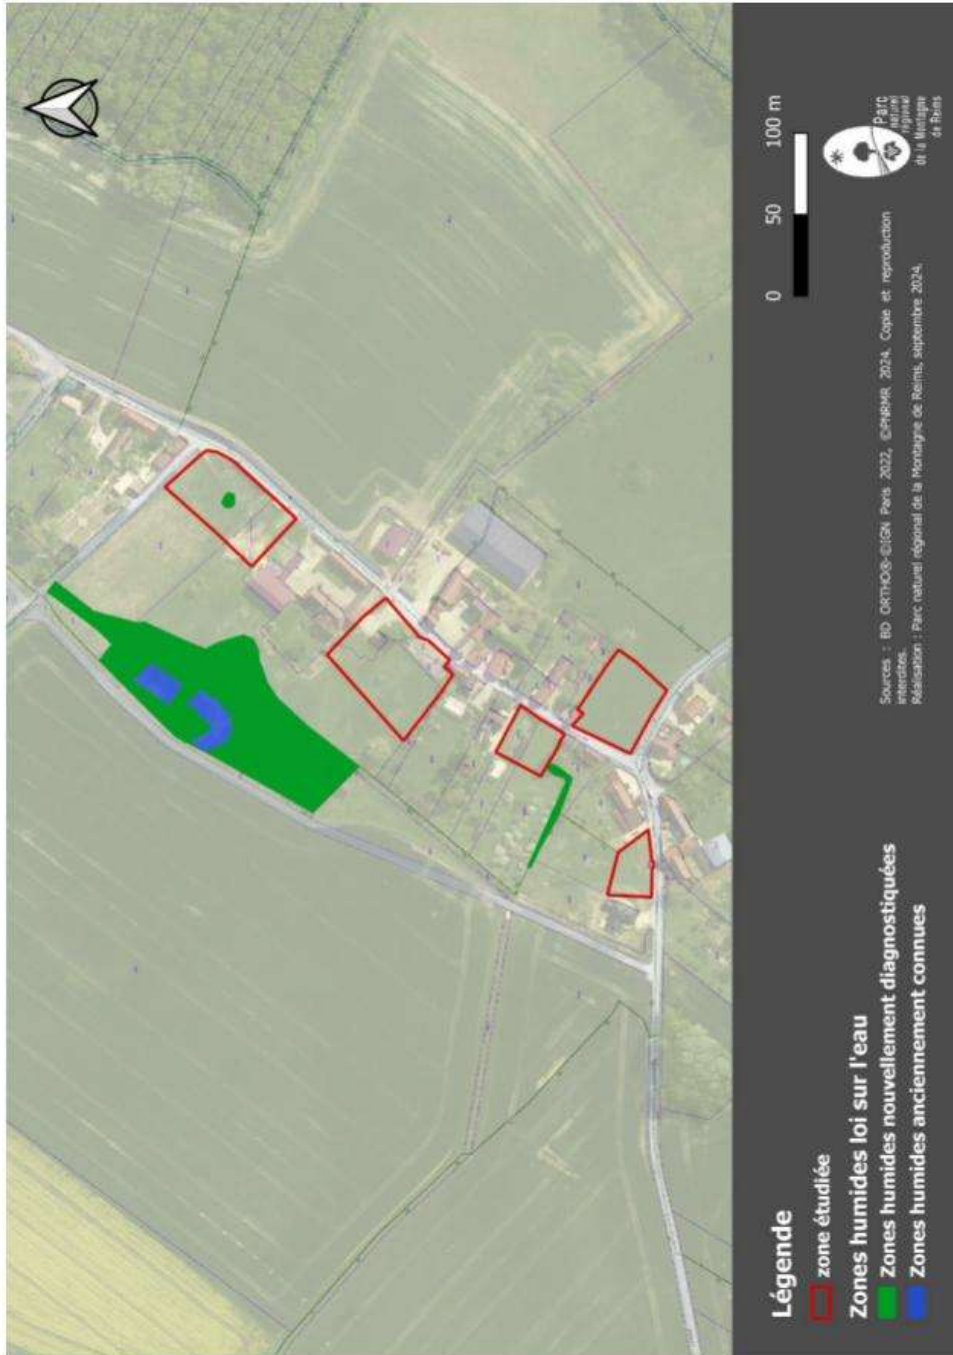 Légende
zone étudiée
Zones humides loi sur l'eau
Zones humides nouvellement diagnostiquées
Zones humides anciennement connues
0 50 100 m
Sources : BD ORTHO®-©IGN Paris 2022, ©PNRMR 2024. Copie et reproduction
interdites.
Réalisation : Parc naturel régional de la Montagne de Reims, septembre 2024.
Parc
naturel
régional
de la Montagne
de Reims